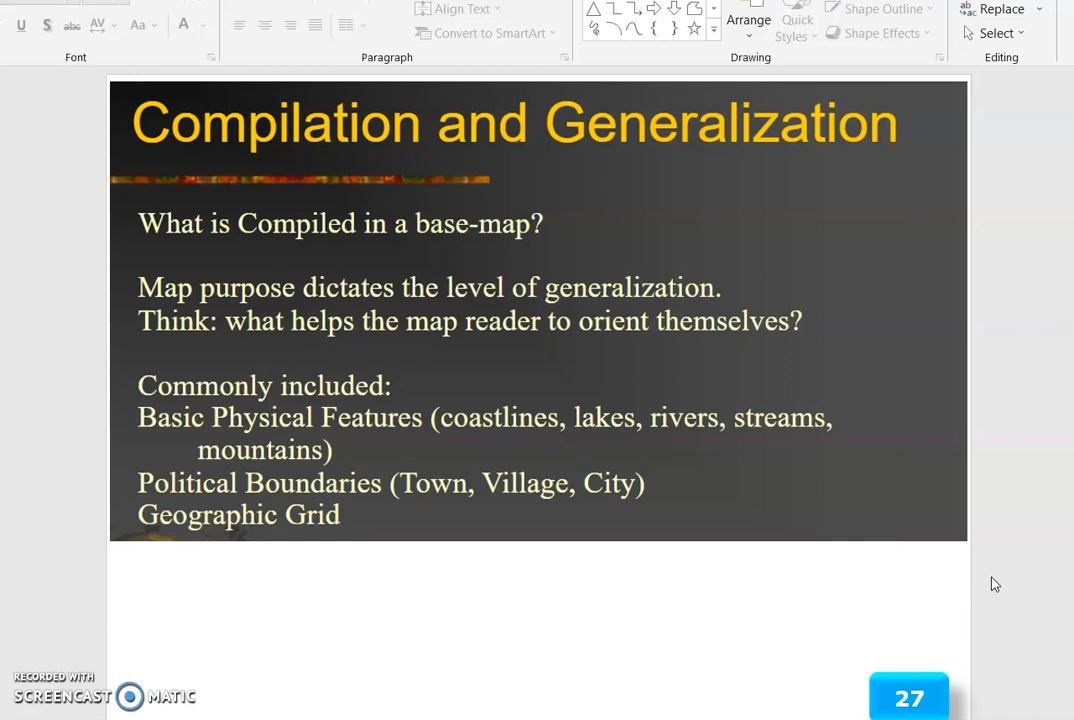 Align Text
Replace
Shape Outline
U S abc AV Aa A
Convert to SmartArt
Arrange
Quick
Styles
Shape Effects
Select
Font
Paragraph
Drawing
Editing
Compilation and Generalization
What is Compiled in a base-map?
Map purpose dictates the level of generalization.
Think: what helps the map reader to orient themselves?
Commonly included:
Basic Physical Features (coastlines, lakes, rivers, streams,
mountains)
Political Boundaries (Town, Village, City)
Geographic Grid
RECORDED WITH
SCREENCAST MATIC
27